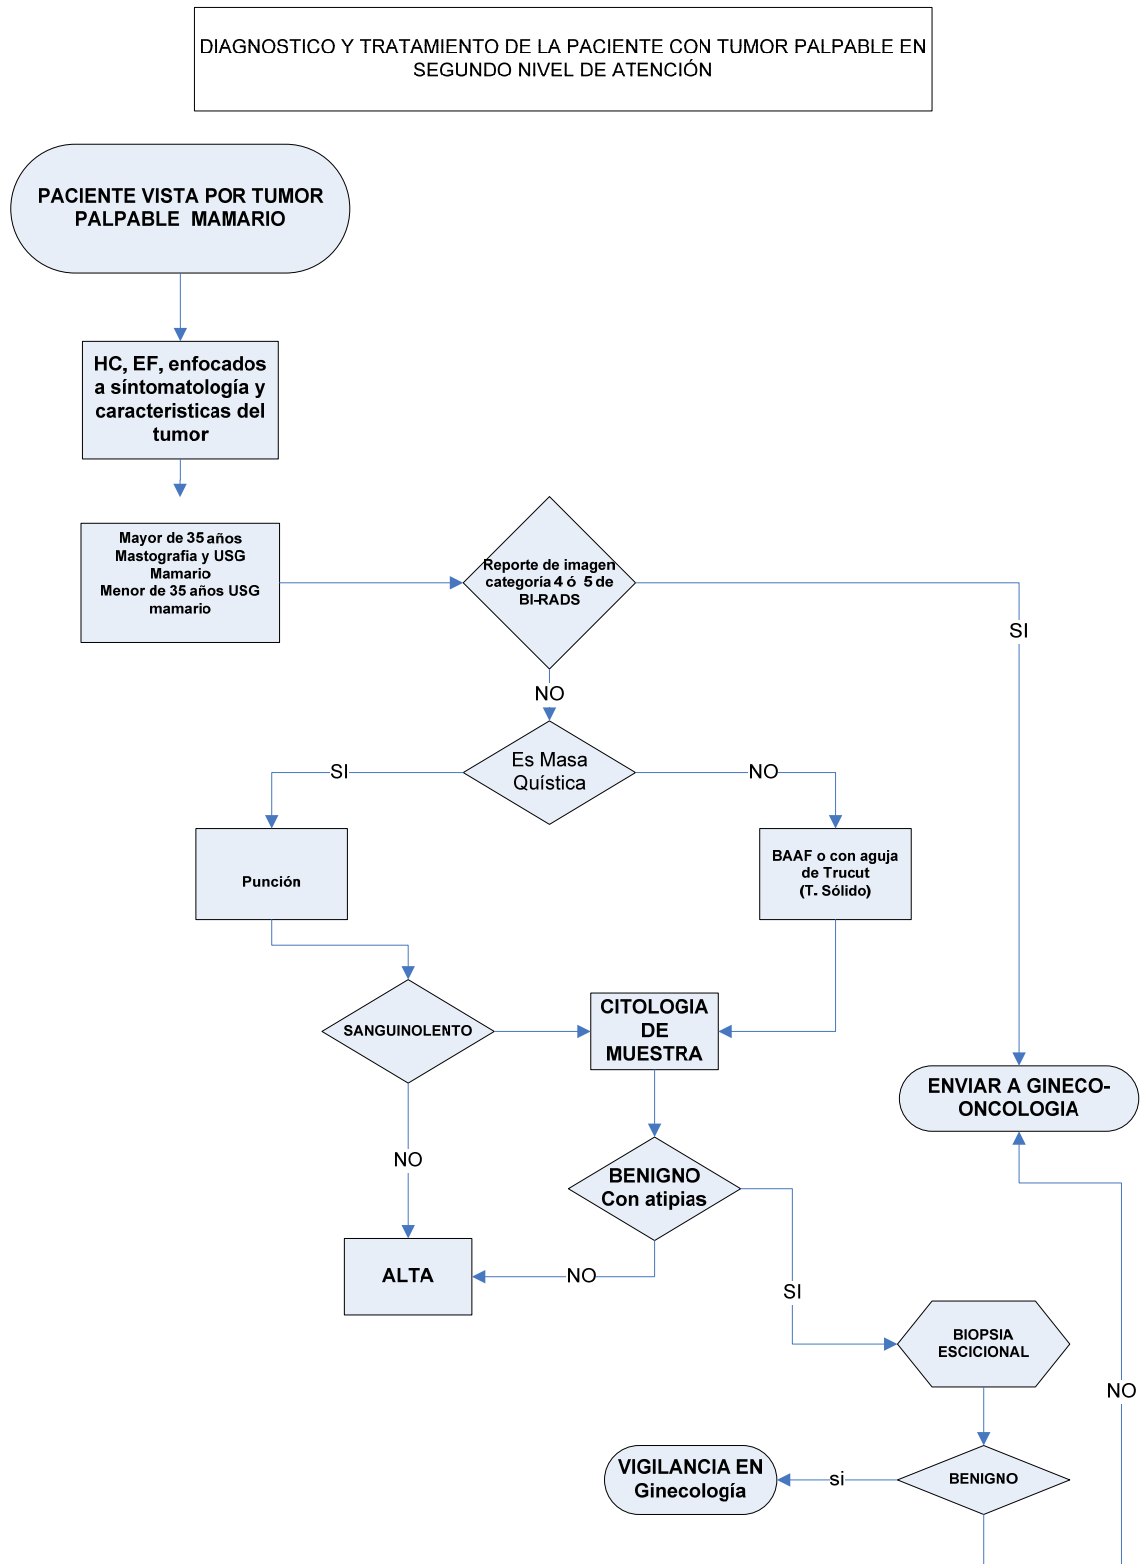 DIAGNOSTICO Y TRATAMIENTO DE LA PACIENTE CON TUMOR PALPABLE EN
SEGUNDO NIVEL DE ATENCIÓN
PACIENTE VISTA POR TUMOR
PALPABLE MAMARIO
HC, EF, enfocados
a síntomatología y
caracteristicas del
tumor
Mayor de 35 años
Mastografia y USG
Mamario
Menor de 35 años USG
mamario
Reporte de imagen
categoría 4 ó 5 de
BI-RADS
SI
NO
Es Masa
Quística
SI
NO
Punción
BAAF o con aguja
de Trucut
(T. Sólido)
SANGUINOLENTO
CITOLOGIA
DE
MUESTRA
ENVIAR A GINECO-
ONCOLOGIA
NO
BENIGNO
Con atipias
ALTA
NO
SI
BIOPSIA
ESCICIONAL
NO
VIGILANCIA EN
Ginecología
si
BENIGNO